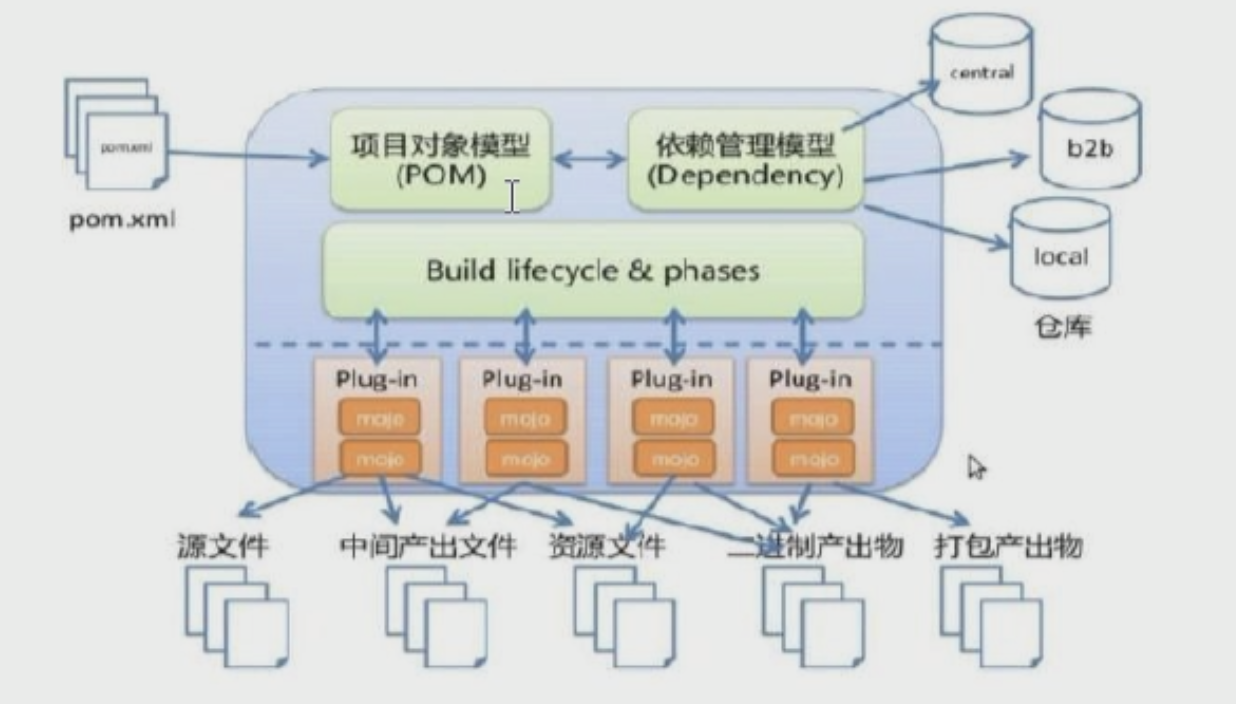 central
b2b
local
仓库
pom.xml
pom.xml
项目对象模型
(POM)
依赖管理模型
(Dependency)
Build lifecycle & phases
Plug-in
mojo
mojo
Plug-in
mojo
mojo
Plug-in
mojo
mojo
Plug-in
mojo
mojo
源文件
中间产出文件
资源文件
二进制产出物
打包产出物